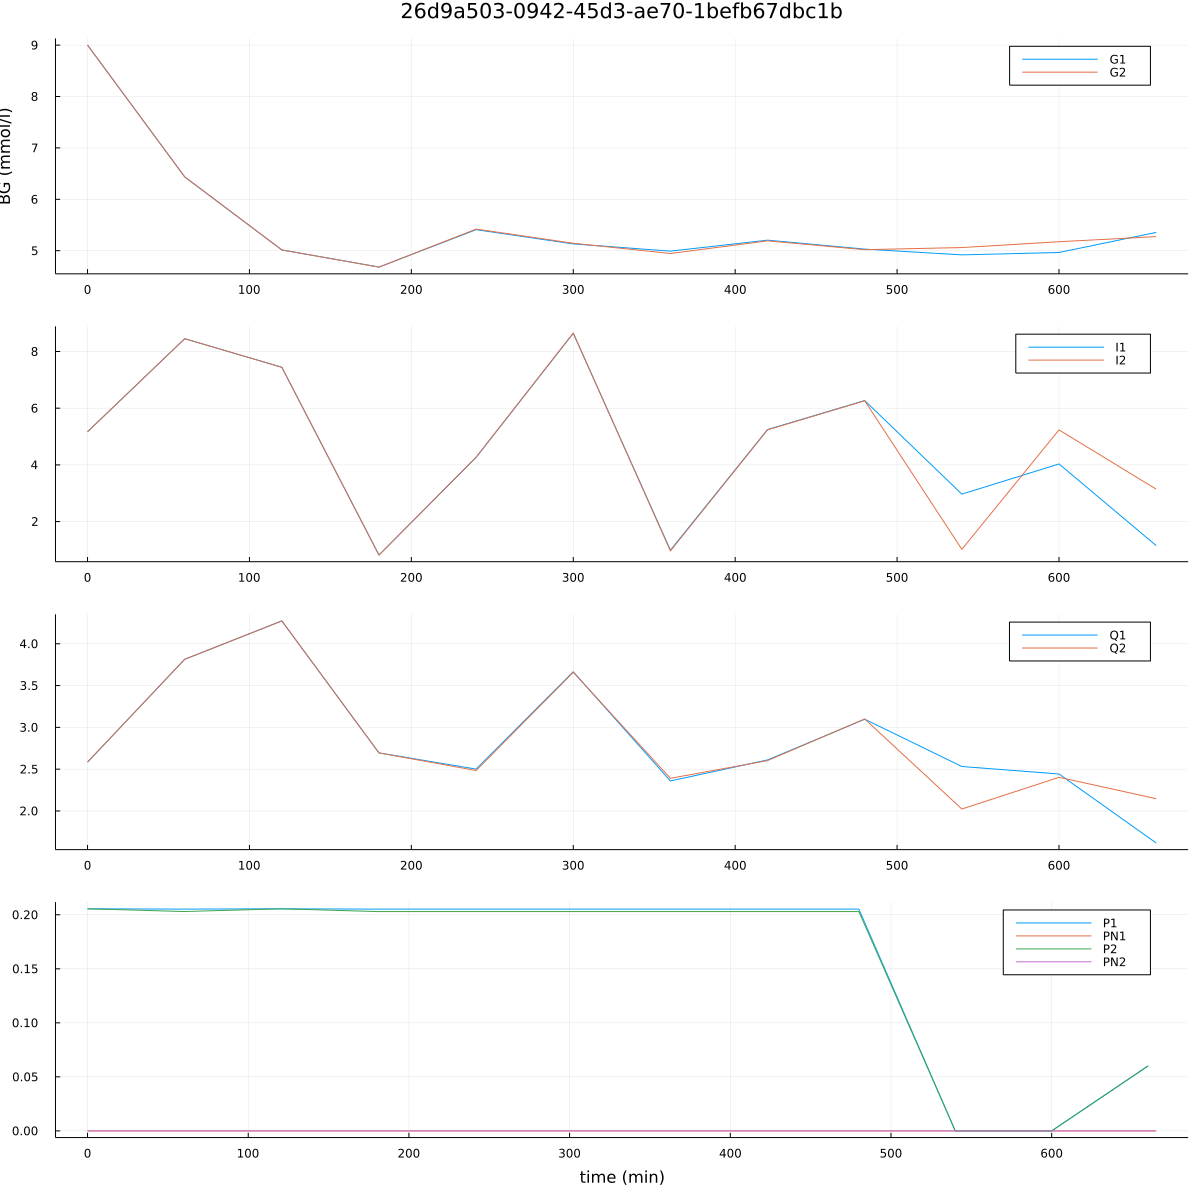 26d9a503-0942-45d3-ae70-1befb67dbc1b
BG (mmol/l)
9
8
7
6
5
G1
G2
0 100 200 300 400 500 600
8
6
4
2
I1
I2
0 100 200 300 400 500 600
4.0
3.5
3.0
2.5
2.0
Q1
Q2
0 100 200 300 400 500 600
0.20
0.15
0.10
0.05
0.00
P1
PN1
P2
PN2
0 100 200 300 400 500 600
time (min)